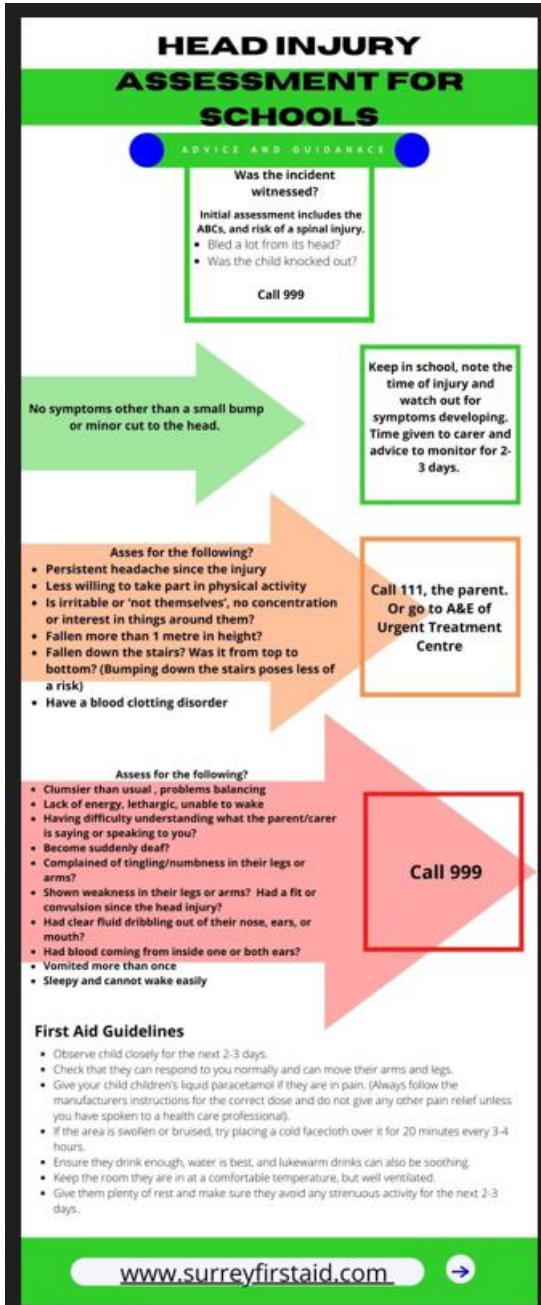 HEAD INJURY
ASSESSMENT FOR
SCHOOLS
ADVICE AND GUIDANACE
Was the incident
witnessed?
Initial assessment includes the
ABCs, and risk of a spinal injury.
• Bled a lot from its head?
• Was the child knocked out?
Call 999
No symptoms other than a small bump
or minor cut to the head.
Keep in school, note the
time of injury and
watch out for
symptoms developing.
Time given to carer and
advice to monitor for 2-
3 days.
Asses for the following?
• Persistent headache since the injury
• Less willing to take part in physical activity
• Is irritable or ‘not themselves’, no concentration
or interest in things around them?
• Fallen more than 1 metre in height?
• Fallen down the stairs? Was it from top to
bottom? (Bumping down the stairs poses less of
a risk)
• Have a blood clotting disorder
Call 111, the parent.
Or go to A&E of
Urgent Treatment
Centre
Assess for the following?
• Clumsier than usual , problems balancing
• Lack of energy, lethargic, unable to wake
• Having difficulty understanding what the parent/carer
is saying or speaking to you?
• Become suddenly deaf?
• Complained of tingling/numbness in their legs or
arms?
• Shown weakness in their legs or arms? Had a fit or
convulsion since the head injury?
• Had clear fluid dribbling out of their nose, ears, or
mouth?
• Had blood coming from inside one or both ears?
• Vomited more than once
• Sleepy and cannot wake easily
Call 999
First Aid Guidelines
• Observe child closely for the next 2-3 days.
• Check that they can respond to you normally and can move their arms and legs.
• Give your child children's liquid paracetamol if they are in pain. (Always follow the
manufacturers instructions for the correct dose and do not give any other pain relief unless
you have spoken to a health care professional).
• If the area is swollen or bruised, try placing a cold facecloth over it for 20 minutes every 3-4
hours.
• Ensure they drink enough, water is best, and lukewarm drinks can also be soothing.
• Keep the room they are in at a comfortable temperature, but well ventilated.
• Give them plenty of rest and make sure they avoid any strenuous activity for the next 2-3
days.
www.surreyfirstaid.com